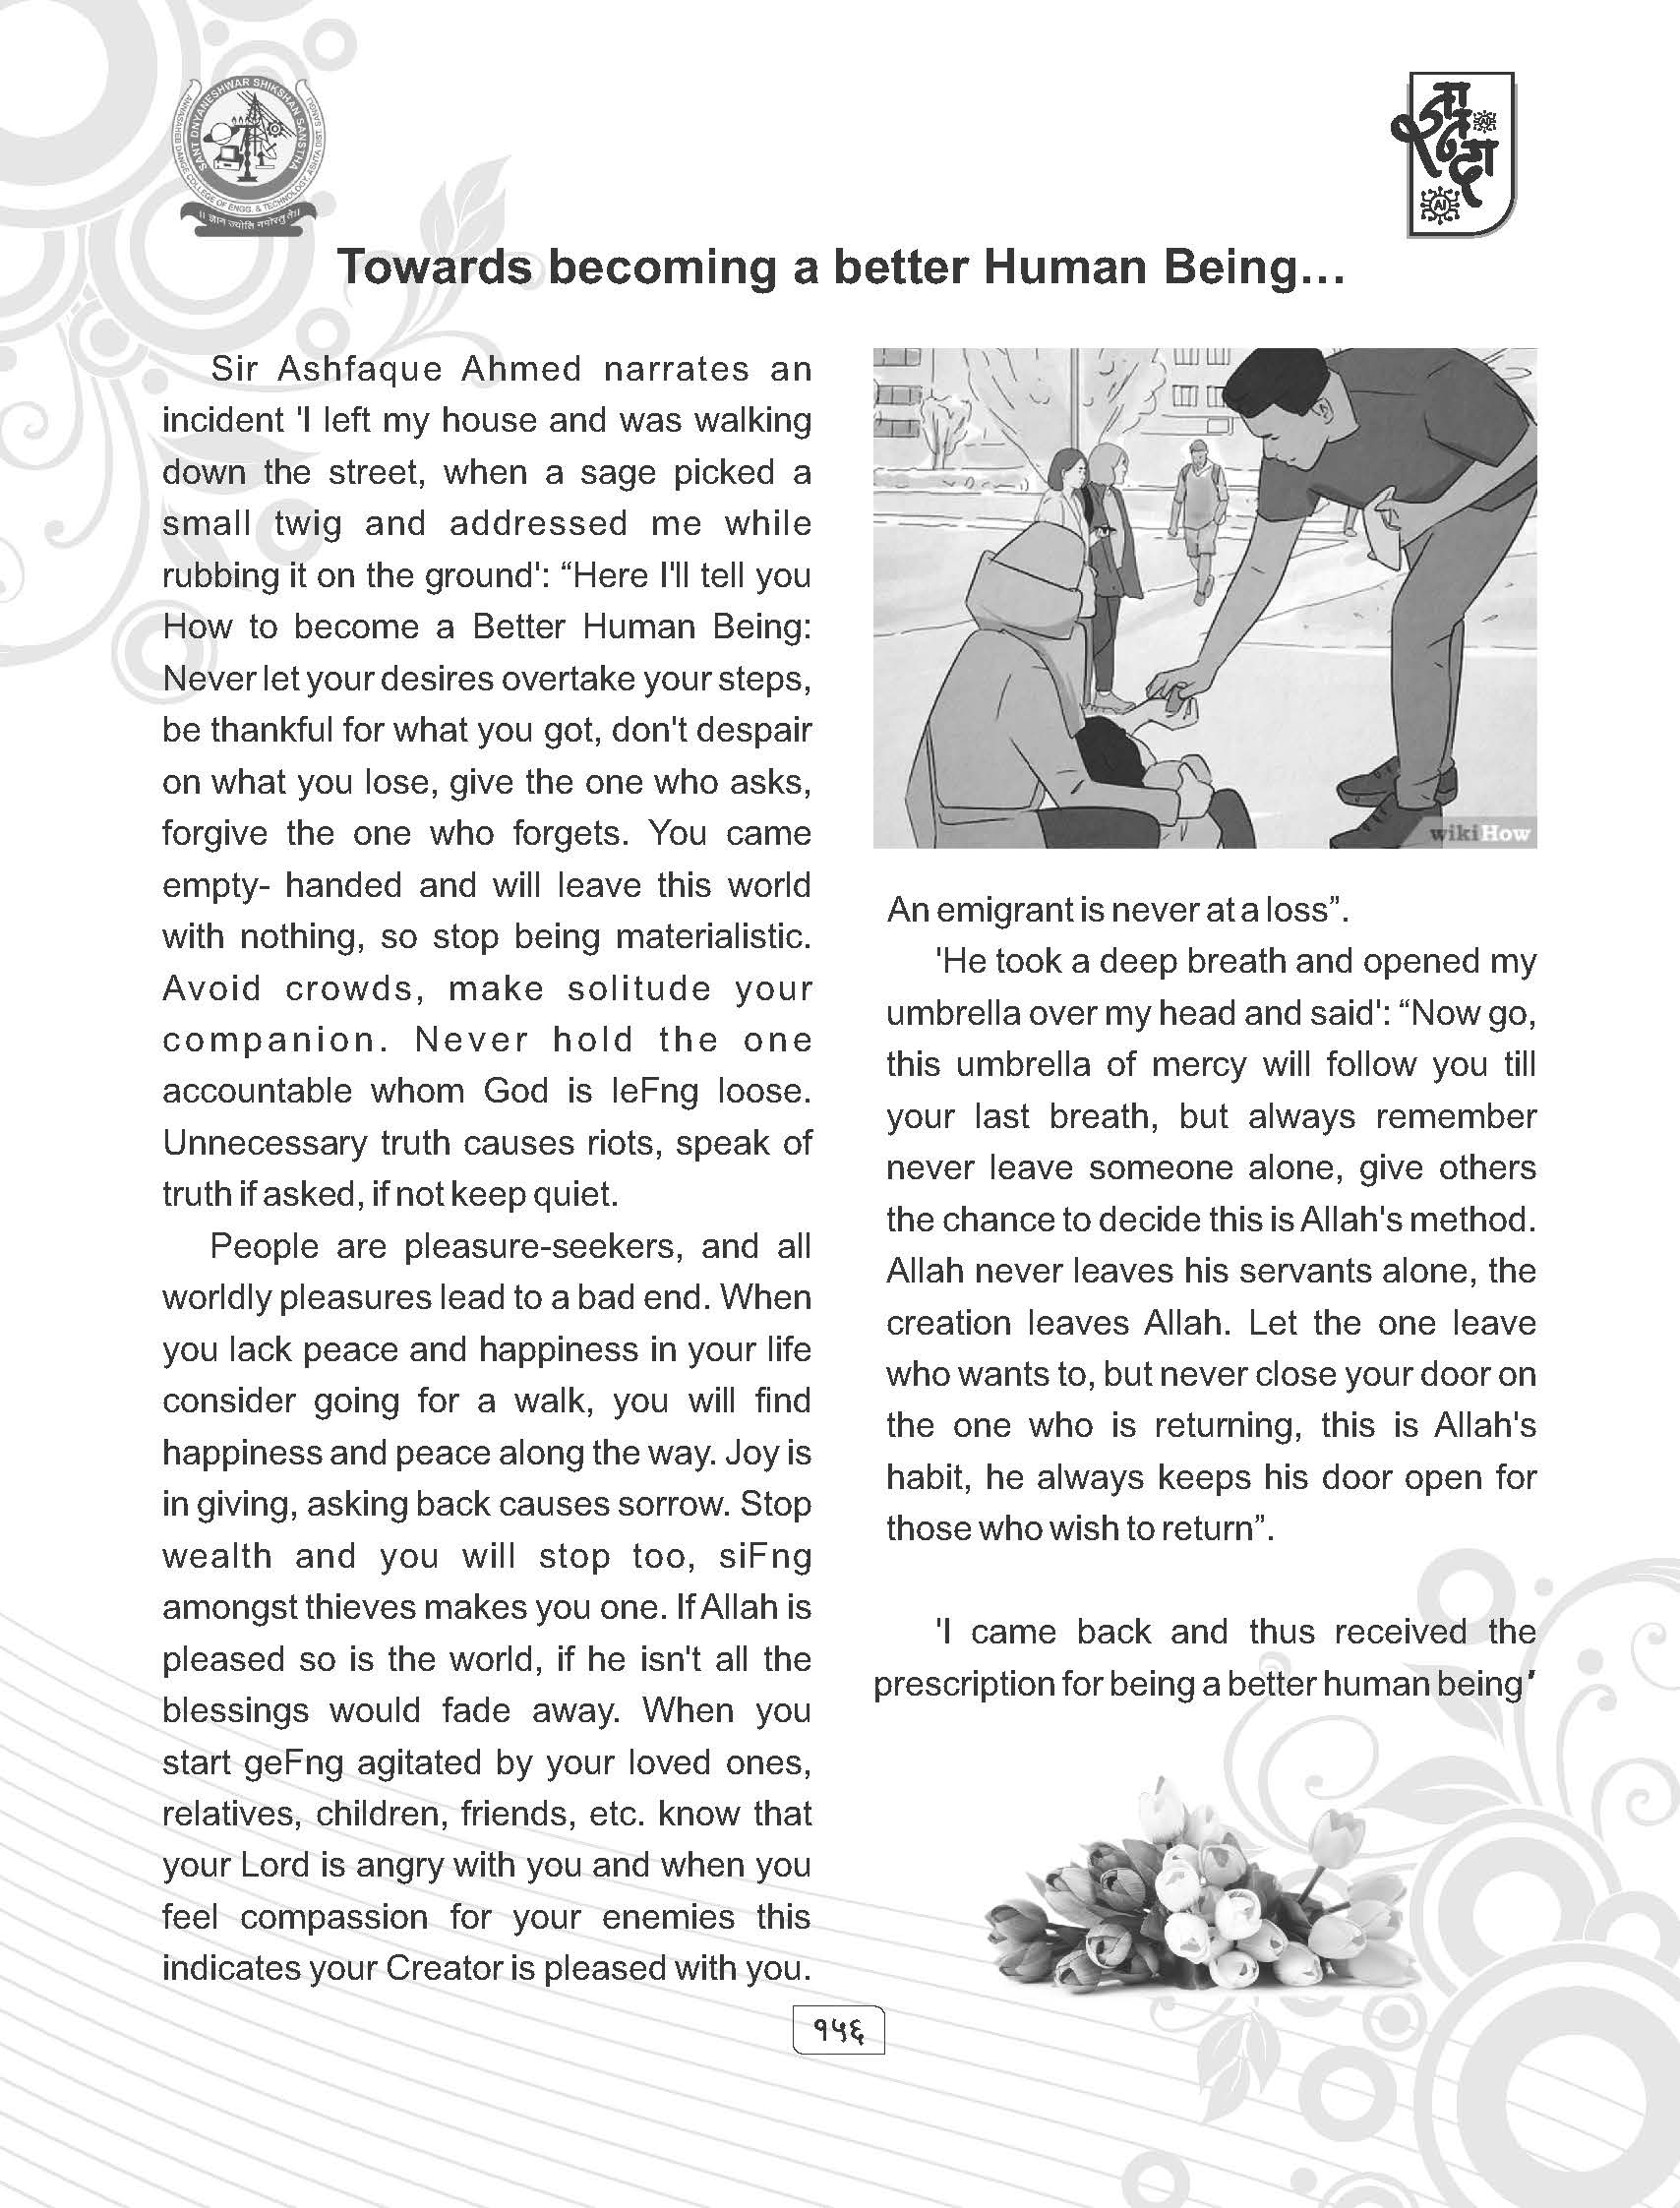 SANT DNYANESHWAR SHIKSHAN SANSTHA
ANNASAHEB DANGE COLLEGE OF ENGG. & TECHNOLOGY, ASHTA DIST. SANGLI
AI
AI
Towards becoming a better Human Being...
Sir Ashfaque Ahmed narrates an
incident 'I left my house and was walking
down the street, when a sage picked a
small twig and addressed me while
rubbing it on the ground': “Here I'll tell you
How to become a Better Human Being:
Never let your desires overtake your steps,
be thankful for what you got, don't despair
on what you lose, give the one who asks,
forgive the one who forgets. You came
empty- handed and will leave this world
with nothing, so stop being materialistic.
Avoid crowds, make solitude your
companion. Never hold the one
accountable whom God is leFng loose.
Unnecessary truth causes riots, speak of
truth if asked, if not keep quiet.
People are pleasure-seekers, and all
worldly pleasures lead to a bad end. When
you lack peace and happiness in your life
consider going for a walk, you will find
happiness and peace along the way. Joy is
in giving, asking back causes sorrow. Stop
wealth and you will stop too, siFng
amongst thieves makes you one. If Allah is
pleased so is the world, if he isn't all the
blessings would fade away. When you
start geFng agitated by your loved ones,
relatives, children, friends, etc. know that
your Lord is angry with you and when you
feel compassion for your enemies this
indicates your Creator is pleased with you.
wikiHow
An emigrant is never at a loss”.
'He took a deep breath and opened my
umbrella over my head and said': “Now go,
this umbrella of mercy will follow you till
your last breath, but always remember
never leave someone alone, give others
the chance to decide this is Allah's method.
Allah never leaves his servants alone, the
creation leaves Allah. Let the one leave
who wants to, but never close your door on
the one who is returning, this is Allah's
habit, he always keeps his door open for
those who wish to return”.
'I came back and thus received the
prescription for being a better human being'
१५६